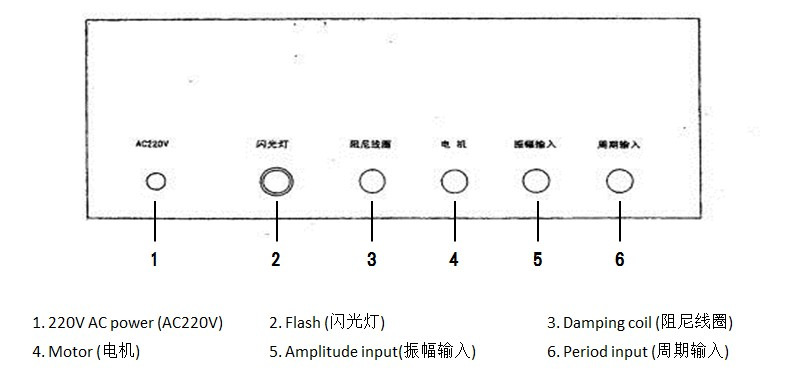 AC220V 闪光灯 阻尼线圈 电机 振幅输入 周期输入
1 2 3 4 5 6
1. 220V AC power (AC220V) 2. Flash (闪光灯) 3. Damping coil (阻尼线圈)
4. Motor (电机) 5. Amplitude input(振幅输入) 6. Period input (周期输入)